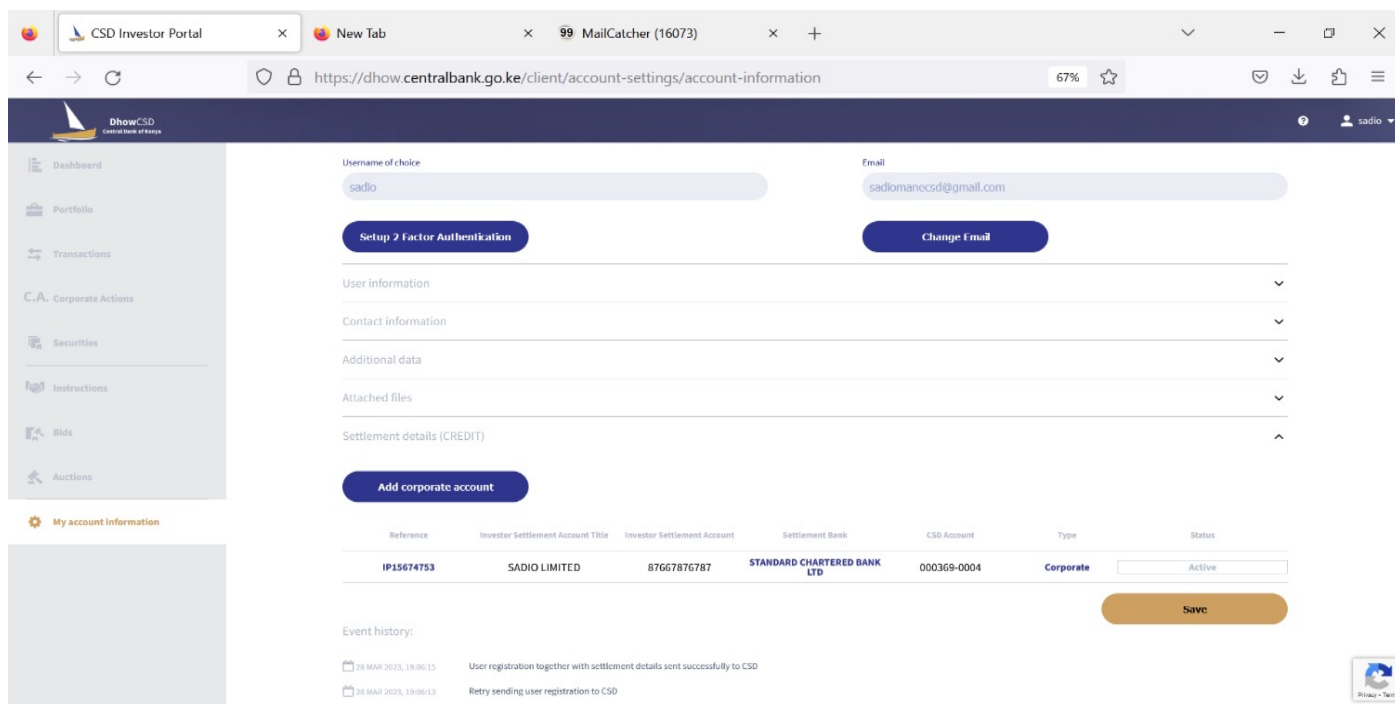 CSD Investor Portal
New Tab
99 MailCatcher (16073)
https://dhow.centralbank.go.ke/client/account-settings/account-information
67%
DhowCSD
Central Bank of Kenya
sadio
Dashboard
Portfolio
Transactions
C.A. Corporate Actions
Securities
Instructions
Bids
Auctions
My account information
Username of choice
Email
sadio
sadiomanecsd@gmail.com
Setup 2 Factor Authentication
Change Email
User information
Contact information
Additional data
Attached files
Settlement details (CREDIT)
Add corporate account
Reference Investor Settlement Account Title Investor Settlement Account Settlement Bank CSD Account Type Status
IP15674753 SADIO LIMITED 87667876787 STANDARD CHARTERED BANK LTD 000369-0004 Corporate Active
Save
Event history:
28 MAR 2023, 19:06:15 User registration together with settlement details sent successfully to CSD
28 MAR 2023, 19:06:13 Retry sending user registration to CSD
Privacy - Term